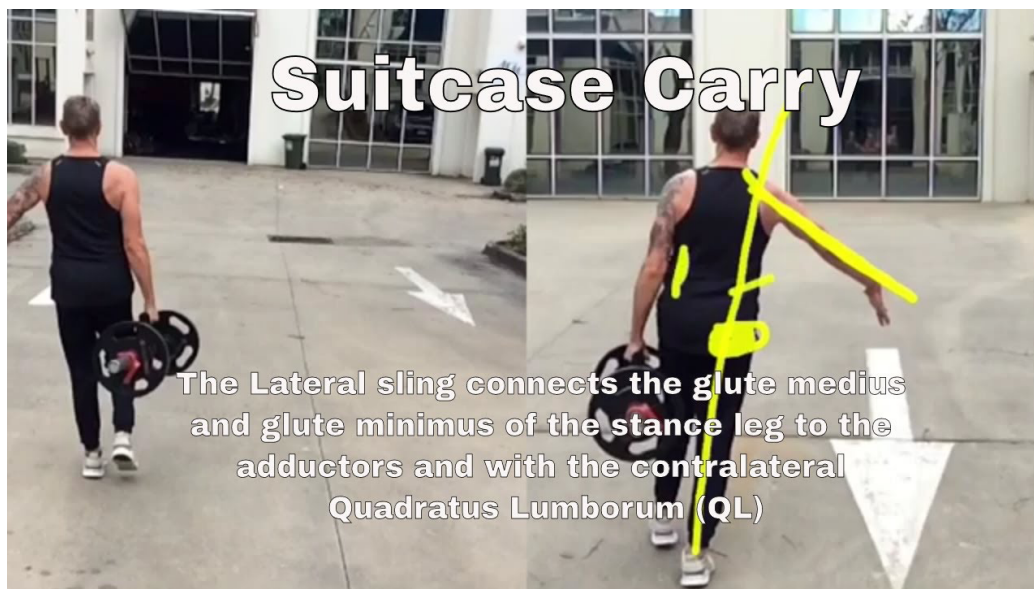 Suitcase Carry
The Lateral sling connects the glute medius
and glute minimus of the stance leg to the
adductors and with the contralateral
Quadratus Lumborum (QL)